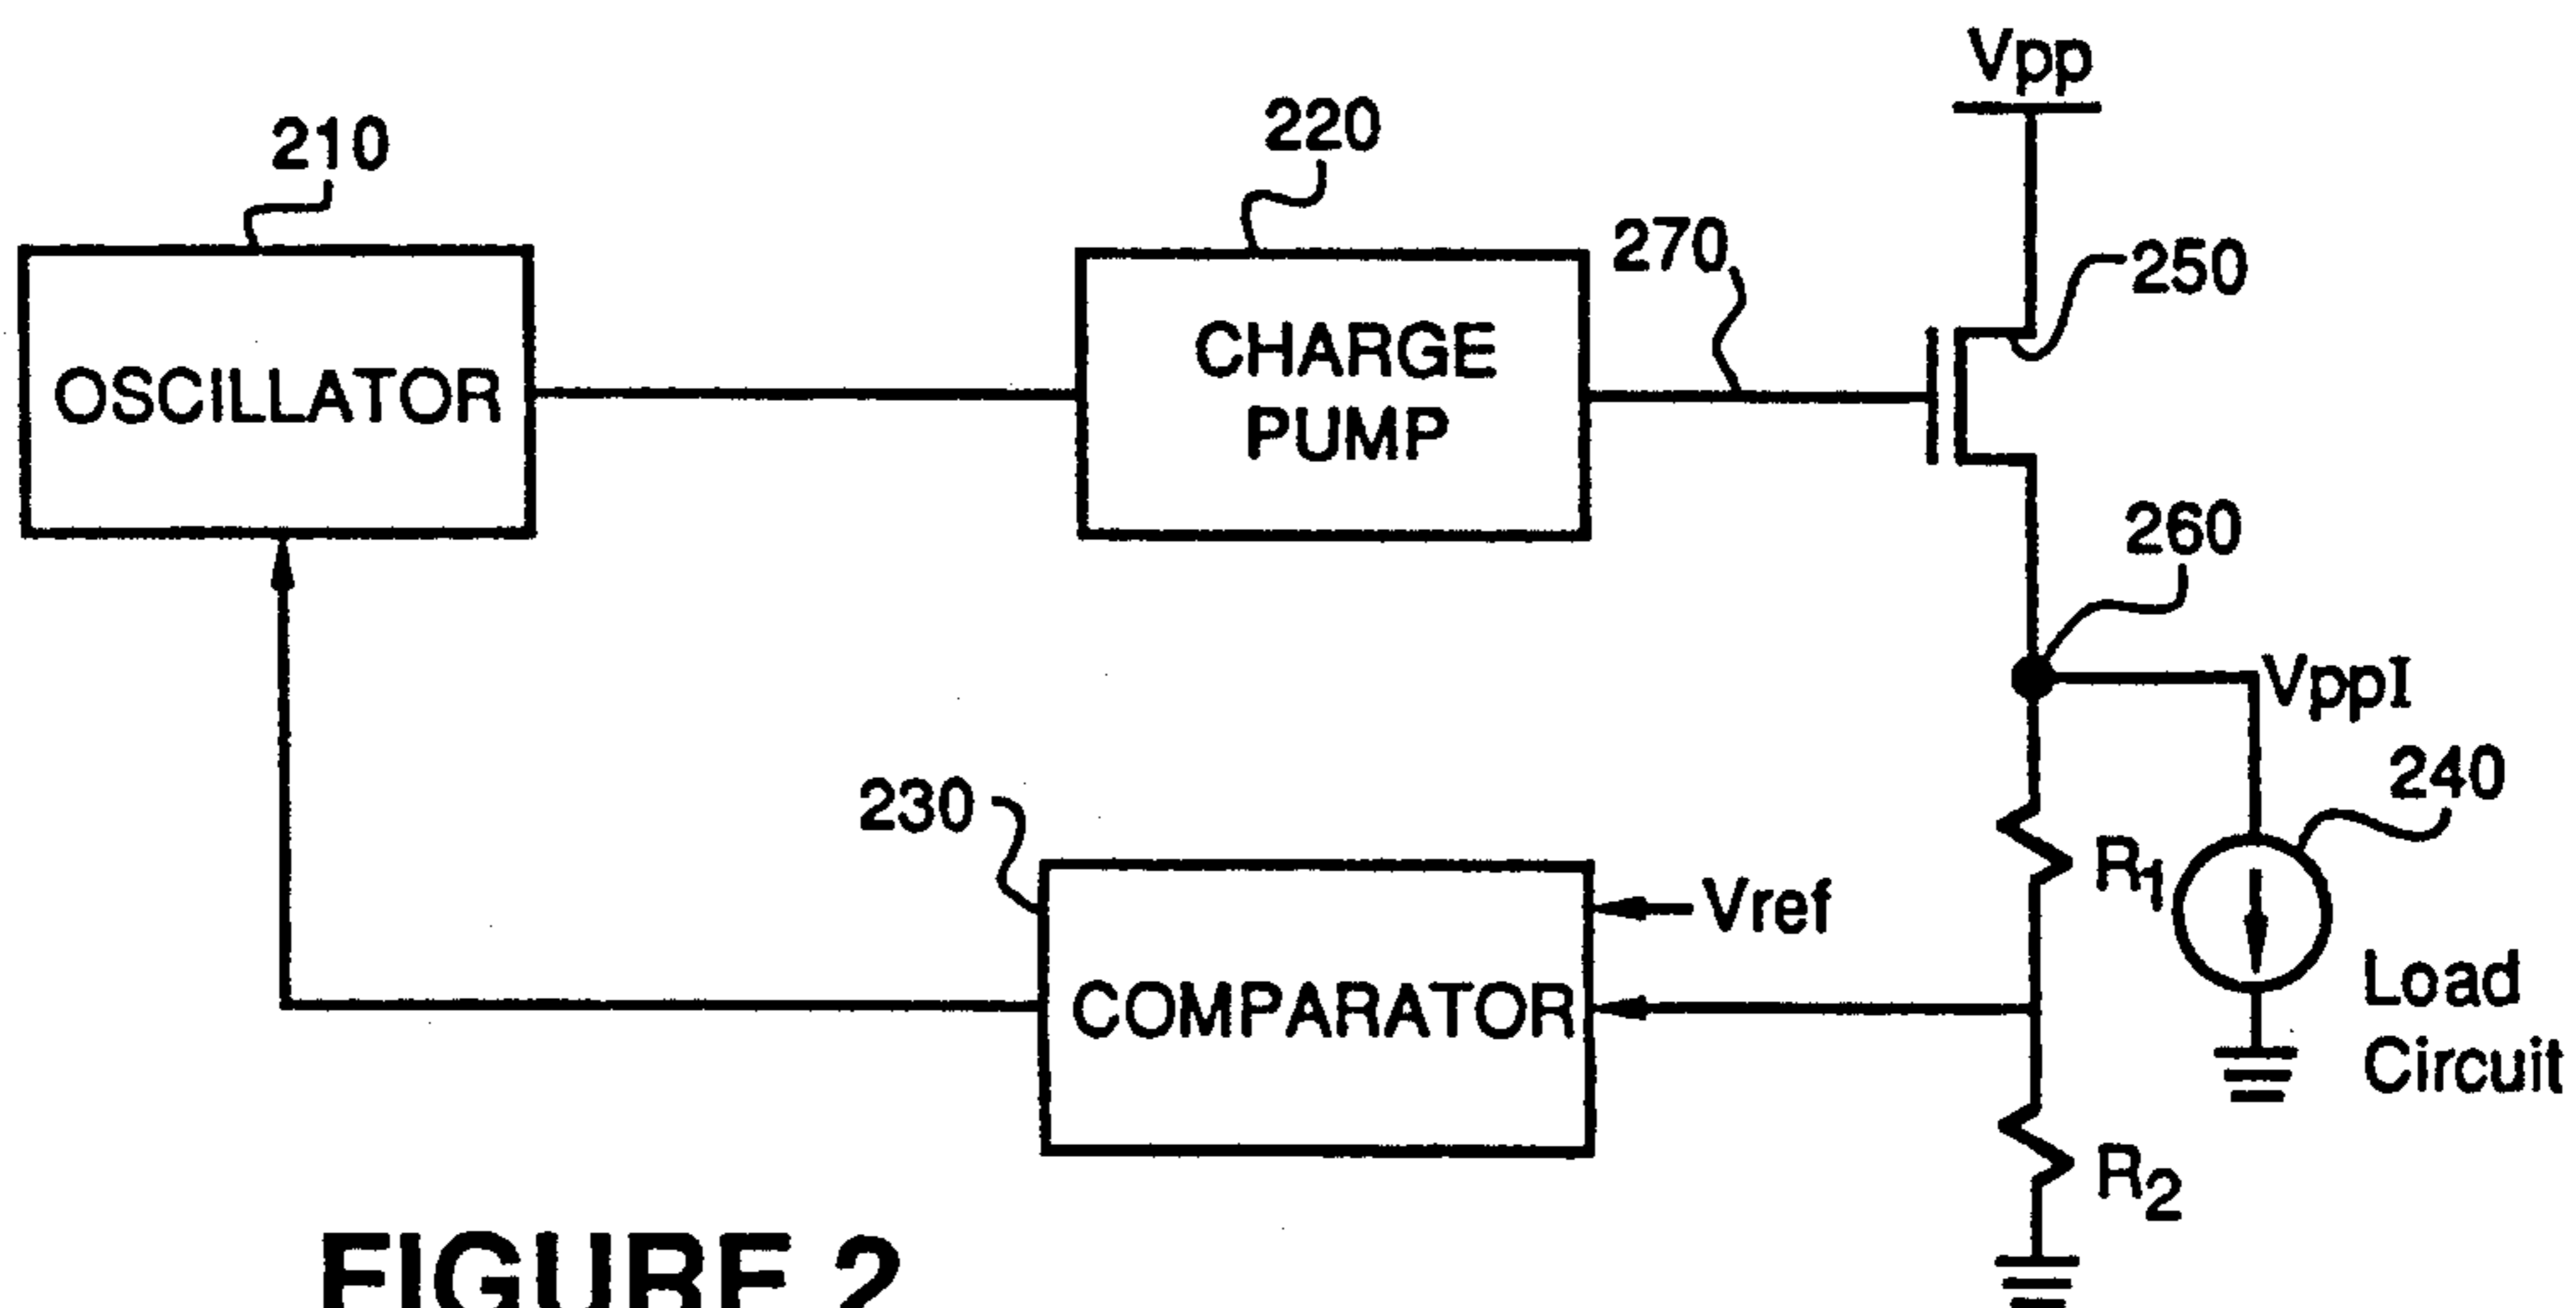 Vpp
210
220
270
250
OSCILLATOR
CHARGE
PUMP
260
VppI
240
230
R1
Vref
COMPARATOR
Load
Circuit
R2
FIGURE 2